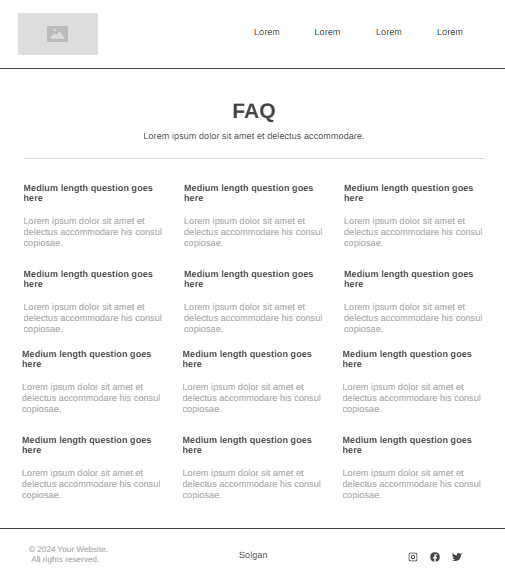 Lorem Lorem Lorem Lorem
FAQ
Lorem ipsum dolor sit amet et delectus accommodare.
Medium length question goes
here
Lorem ipsum dolor sit amet et
delectus accommodare his consul
copiosae.
Medium length question goes
here
Lorem ipsum dolor sit amet et
delectus accommodare his consul
copiosae.
Medium length question goes
here
Lorem ipsum dolor sit amet et
delectus accommodare his consul
copiosae.
Medium length question goes
here
Lorem ipsum dolor sit amet et
delectus accommodare his consul
copiosae.
Medium length question goes
here
Lorem ipsum dolor sit amet et
delectus accommodare his consul
copiosae.
Medium length question goes
here
Lorem ipsum dolor sit amet et
delectus accommodare his consul
copiosae.
Medium length question goes
here
Lorem ipsum dolor sit amet et
delectus accommodare his consul
copiosae.
Medium length question goes
here
Lorem ipsum dolor sit amet et
delectus accommodare his consul
copiosae.
Medium length question goes
here
Lorem ipsum dolor sit amet et
delectus accommodare his consul
copiosae.
Medium length question goes
here
Lorem ipsum dolor sit amet et
delectus accommodare his consul
copiosae.
Medium length question goes
here
Lorem ipsum dolor sit amet et
delectus accommodare his consul
copiosae.
Medium length question goes
here
Lorem ipsum dolor sit amet et
delectus accommodare his consul
copiosae.
© 2024 Your Website.
All rights reserved.
Solgan